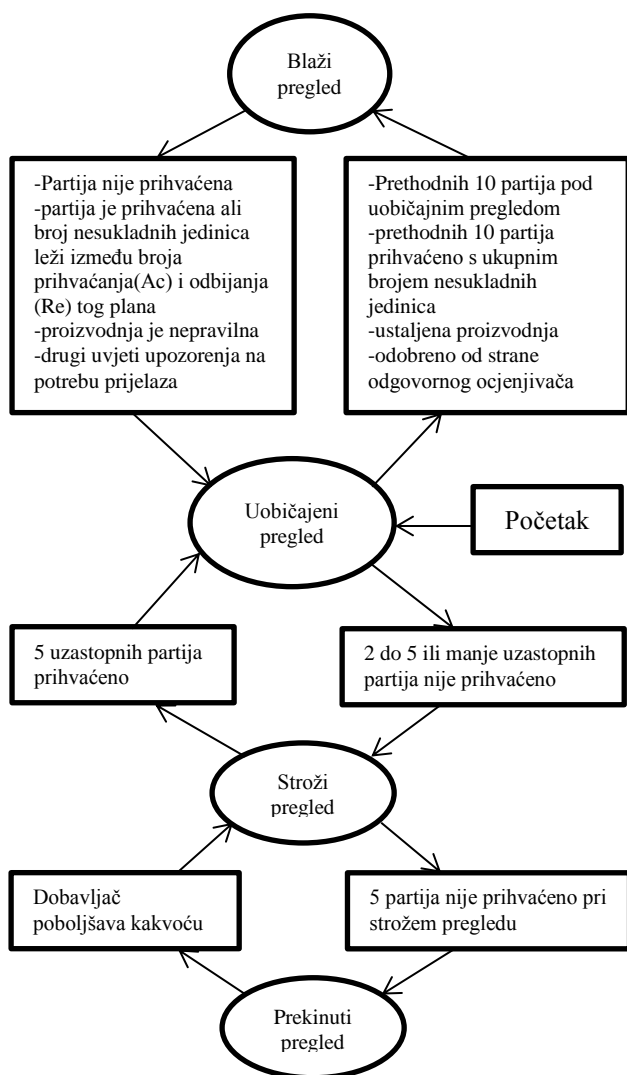 Blaži
pregled
-Partija nije prihvaćena
-partija je prihvaćena ali
broj nesukladnih jedinica
leži između broja
prihvaćanja(Ac) i odbijanja
(Re) tog plana
-proizvodnja je nepravilna
-drugi uvjeti upozorenja na
potrebu prijelaza
-Prethodnih 10 partija pod
uobičajnim pregledom
-prethodnih 10 partija
prihvaćeno s ukupnim
brojem nesukladnih
jedinica
-ustaljena proizvodnja
-odobreno od strane
odgovornog ocjenjivača
Uobičajeni
pregled
Početak
5 uzastopnih partija
prihvaćeno
2 do 5 ili manje uzastopnih
partija nije prihvaćeno
Stroži
pregled
Dobavljač
poboljšava kakvoću
5 partija nije prihvaćeno pri
strožem pregledu
Prekinuti
pregled